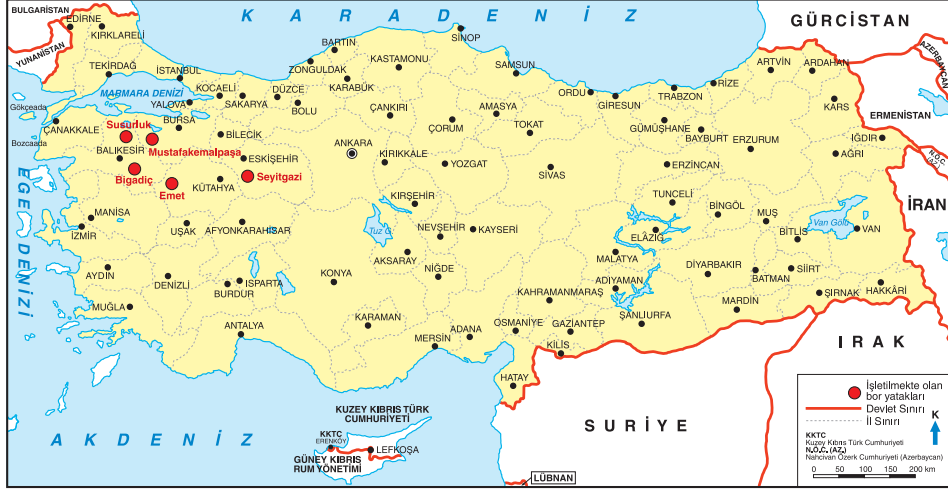 BULGARİSTAN
K A R A D E N İ Z
GÜRCİSTAN
EDİRNE
KIRKLARELİ
YUNANİSTAN
SİNOP
BARTIN
KASTAMONU
ZONGULDAK
KARABÜK
SAMSUN
ARTVİN
ARDAHAN
AZERBAYCAN
TEKİRDAĞ
İSTANBUL
MARMARA DENİZİ
KOCAELİ
SAKARYA
DÜZCE
BOLU
YALOVA
ORDU
GİRESUN
TRABZON
RİZE
KARS
Gökçeada
ÇANAKKALE
BURSA
BİLECİK
ÇANKIRI
ÇORUM
AMASYA
TOKAT
GÜMÜŞHANE
BAYBURT
ERZURUM
ERMENİSTAN
IĞDIR
Bozcaada
Susurluk
Mustafakemalpaşa
BALIKESİR
ESKİŞEHİR
ANKARA
KIRIKKALE
YOZGAT
SİVAS
ERZİNCAN
AĞRI
N.Ö.C.
(AZ.)
Bigadiç
Emet
KÜTAHYA
Seyitgazi
KIRŞEHİR
TUNCELİ
BİNGÖL
MUŞ
İRAN
EGE DENİZİ
MANİSA
İZMİR
UŞAK
AFYONKARAHİSAR
Tuz G.
NEVŞEHİR
KAYSERİ
ELAZIĞ
BİTLİS
Van Gölü
VAN
AKSARAY
MALATYA
AYDIN
DENİZLİ
ISPARTA
BURDUR
KONYA
NİĞDE
ADIYAMAN
DİYARBAKIR
BATMAN
SİİRT
KAHRAMANMARAŞ
MARDİN
ŞIRNAK
HAKKÂRİ
MUĞLA
ANTALYA
KARAMAN
MERSİN
ADANA
OSMANİYE
GAZİANTEP
ŞANLIURFA
KİLİS
HATAY
I R A K
S U R İ Y E
A K D E N İ Z
KUZEY KIBRIS TÜRK
CUMHURİYETİ
KKTC
ERENKÖY
LEFKOŞA
GÜNEY KIBRIS
RUM YÖNETİMİ
LÜBNAN
İşletilmekte olan
bor yatakları
Devlet Sınırı
İl Sınırı
K
KKTC
Kuzey Kıbrıs Türk Cumhuriyeti
N.Ö.C. (AZ.)
Nahcivan Özerk Cumhuriyeti (Azerbaycan)
0 50 100 150 200 km